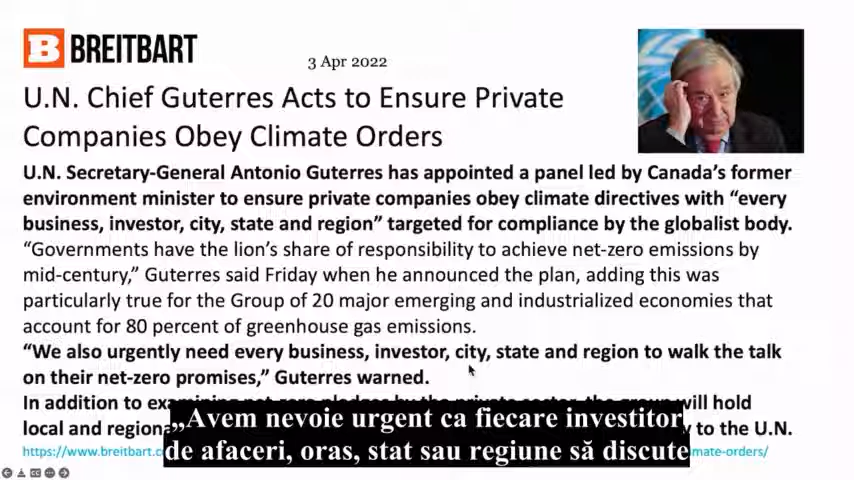 BREITBART
3 Apr 2022
U.N. Chief Guterres Acts to Ensure Private
Companies Obey Climate Orders
U.N. Secretary-General Antonio Guterres has appointed a panel led by Canada's former
environment minister to ensure private companies obey climate directives with “every
business, investor, city, state and region” targeted for compliance by the globalist body.
“Governments have the lion's share of responsibility to achieve net-zero emissions by
mid-century,” Guterres said Friday when he announced the plan, adding this was
particularly true for the Group of 20 major emerging and industrialized economies that
account for 80 percent of greenhouse gas emissions.
“We also urgently need every business, investor, city, state and region to walk the talk
on their net-zero promises,” Guterres warned.
In addition to will hold
local and to the U.N.
https://www.breitbart.c
mate-orders/
„Avem nevoie urgent ca fiecare investitor
de afaceri, oras, stat sau regiune să discute